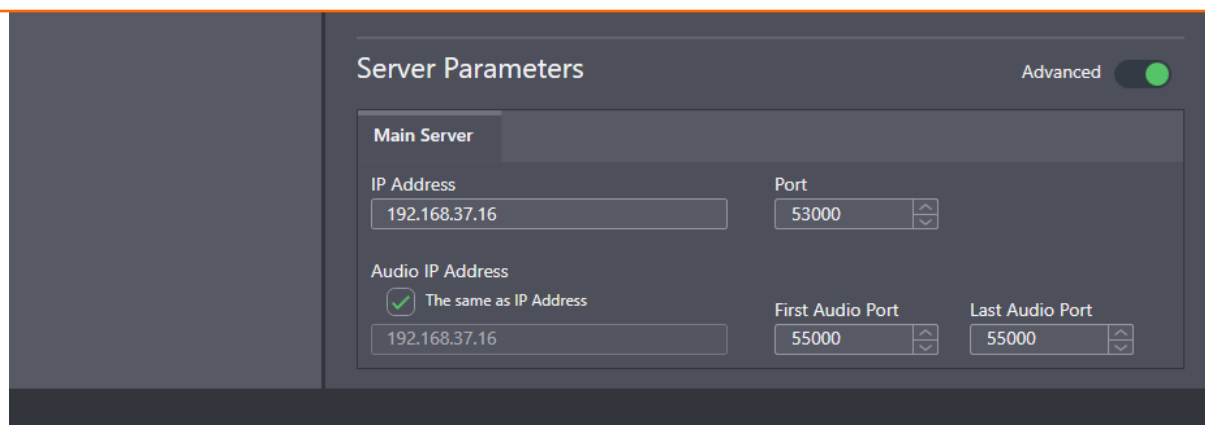 Server Parameters
Advanced
Main Server
IP Address
Port
192.168.37.16
53000
Audio IP Address
The same as IP Address
First Audio Port
Last Audio Port
192.168.37.16
55000
55000